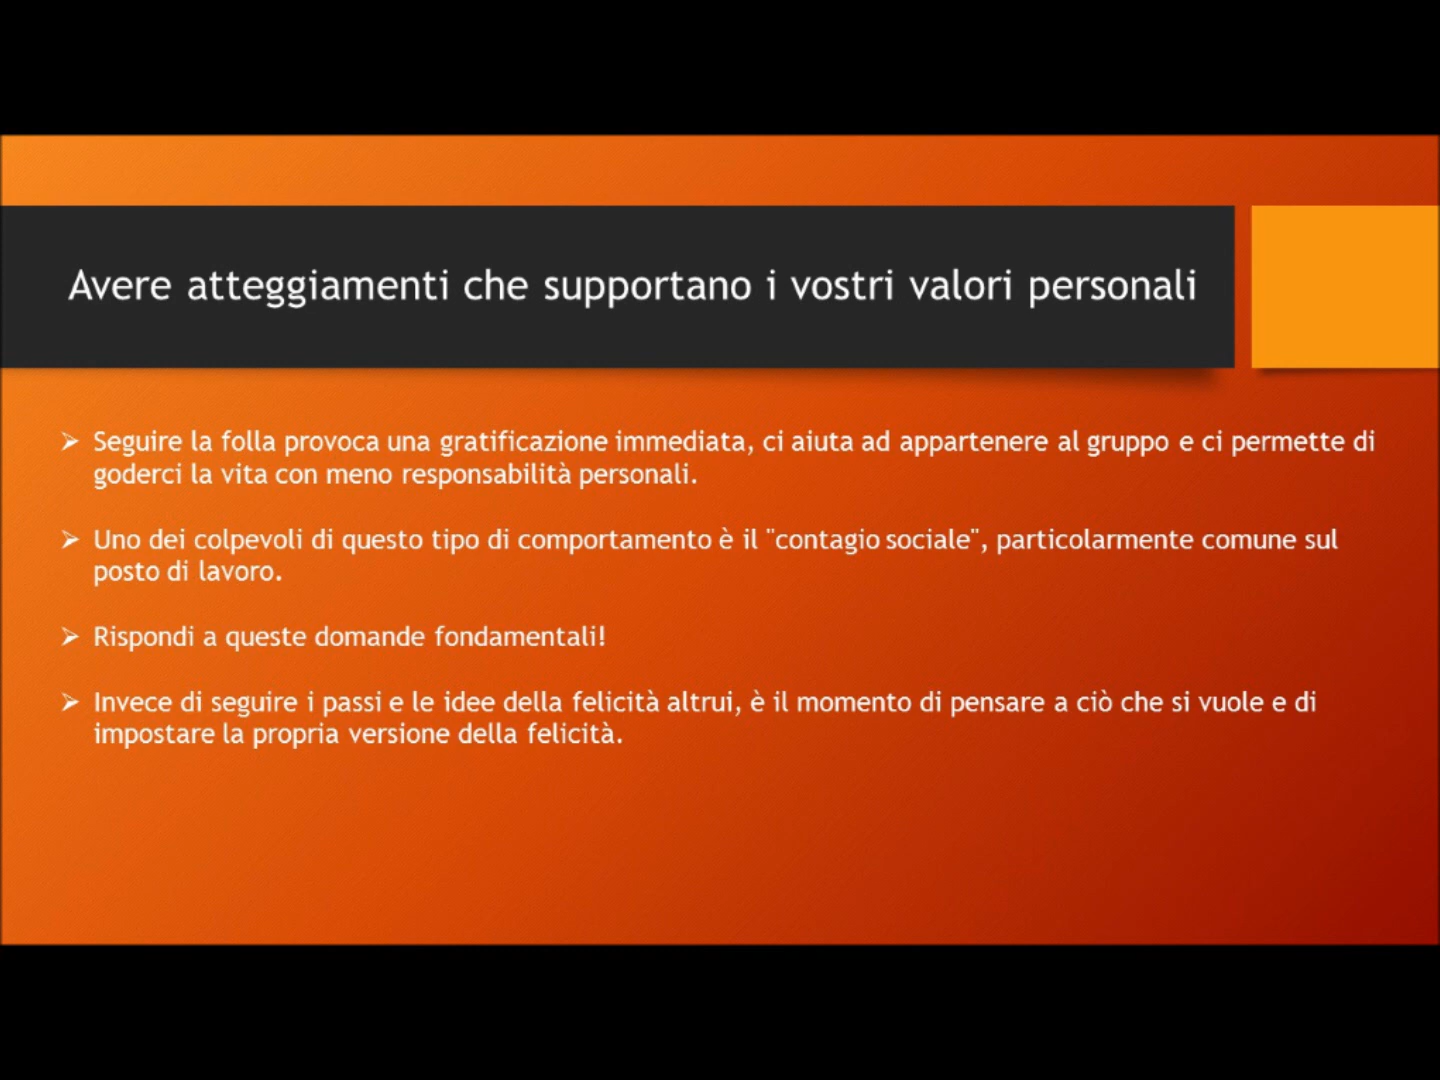 Avere atteggiamenti che supportano i vostri valori personali
➢ Seguire la folla provoca una gratificazione immediata, ci aiuta ad appartenere al gruppo e ci permette di
goderci la vita con meno responsabilità personali.
➢ Uno dei colpevoli di questo tipo di comportamento è il "contagio sociale", particolarmente comune sul
posto di lavoro.
➢ Rispondi a queste domande fondamentali!
➢ Invece di seguire i passi e le idee della felicità altrui, è il momento di pensare a ciò che si vuole e di
impostare la propria versione della felicità.